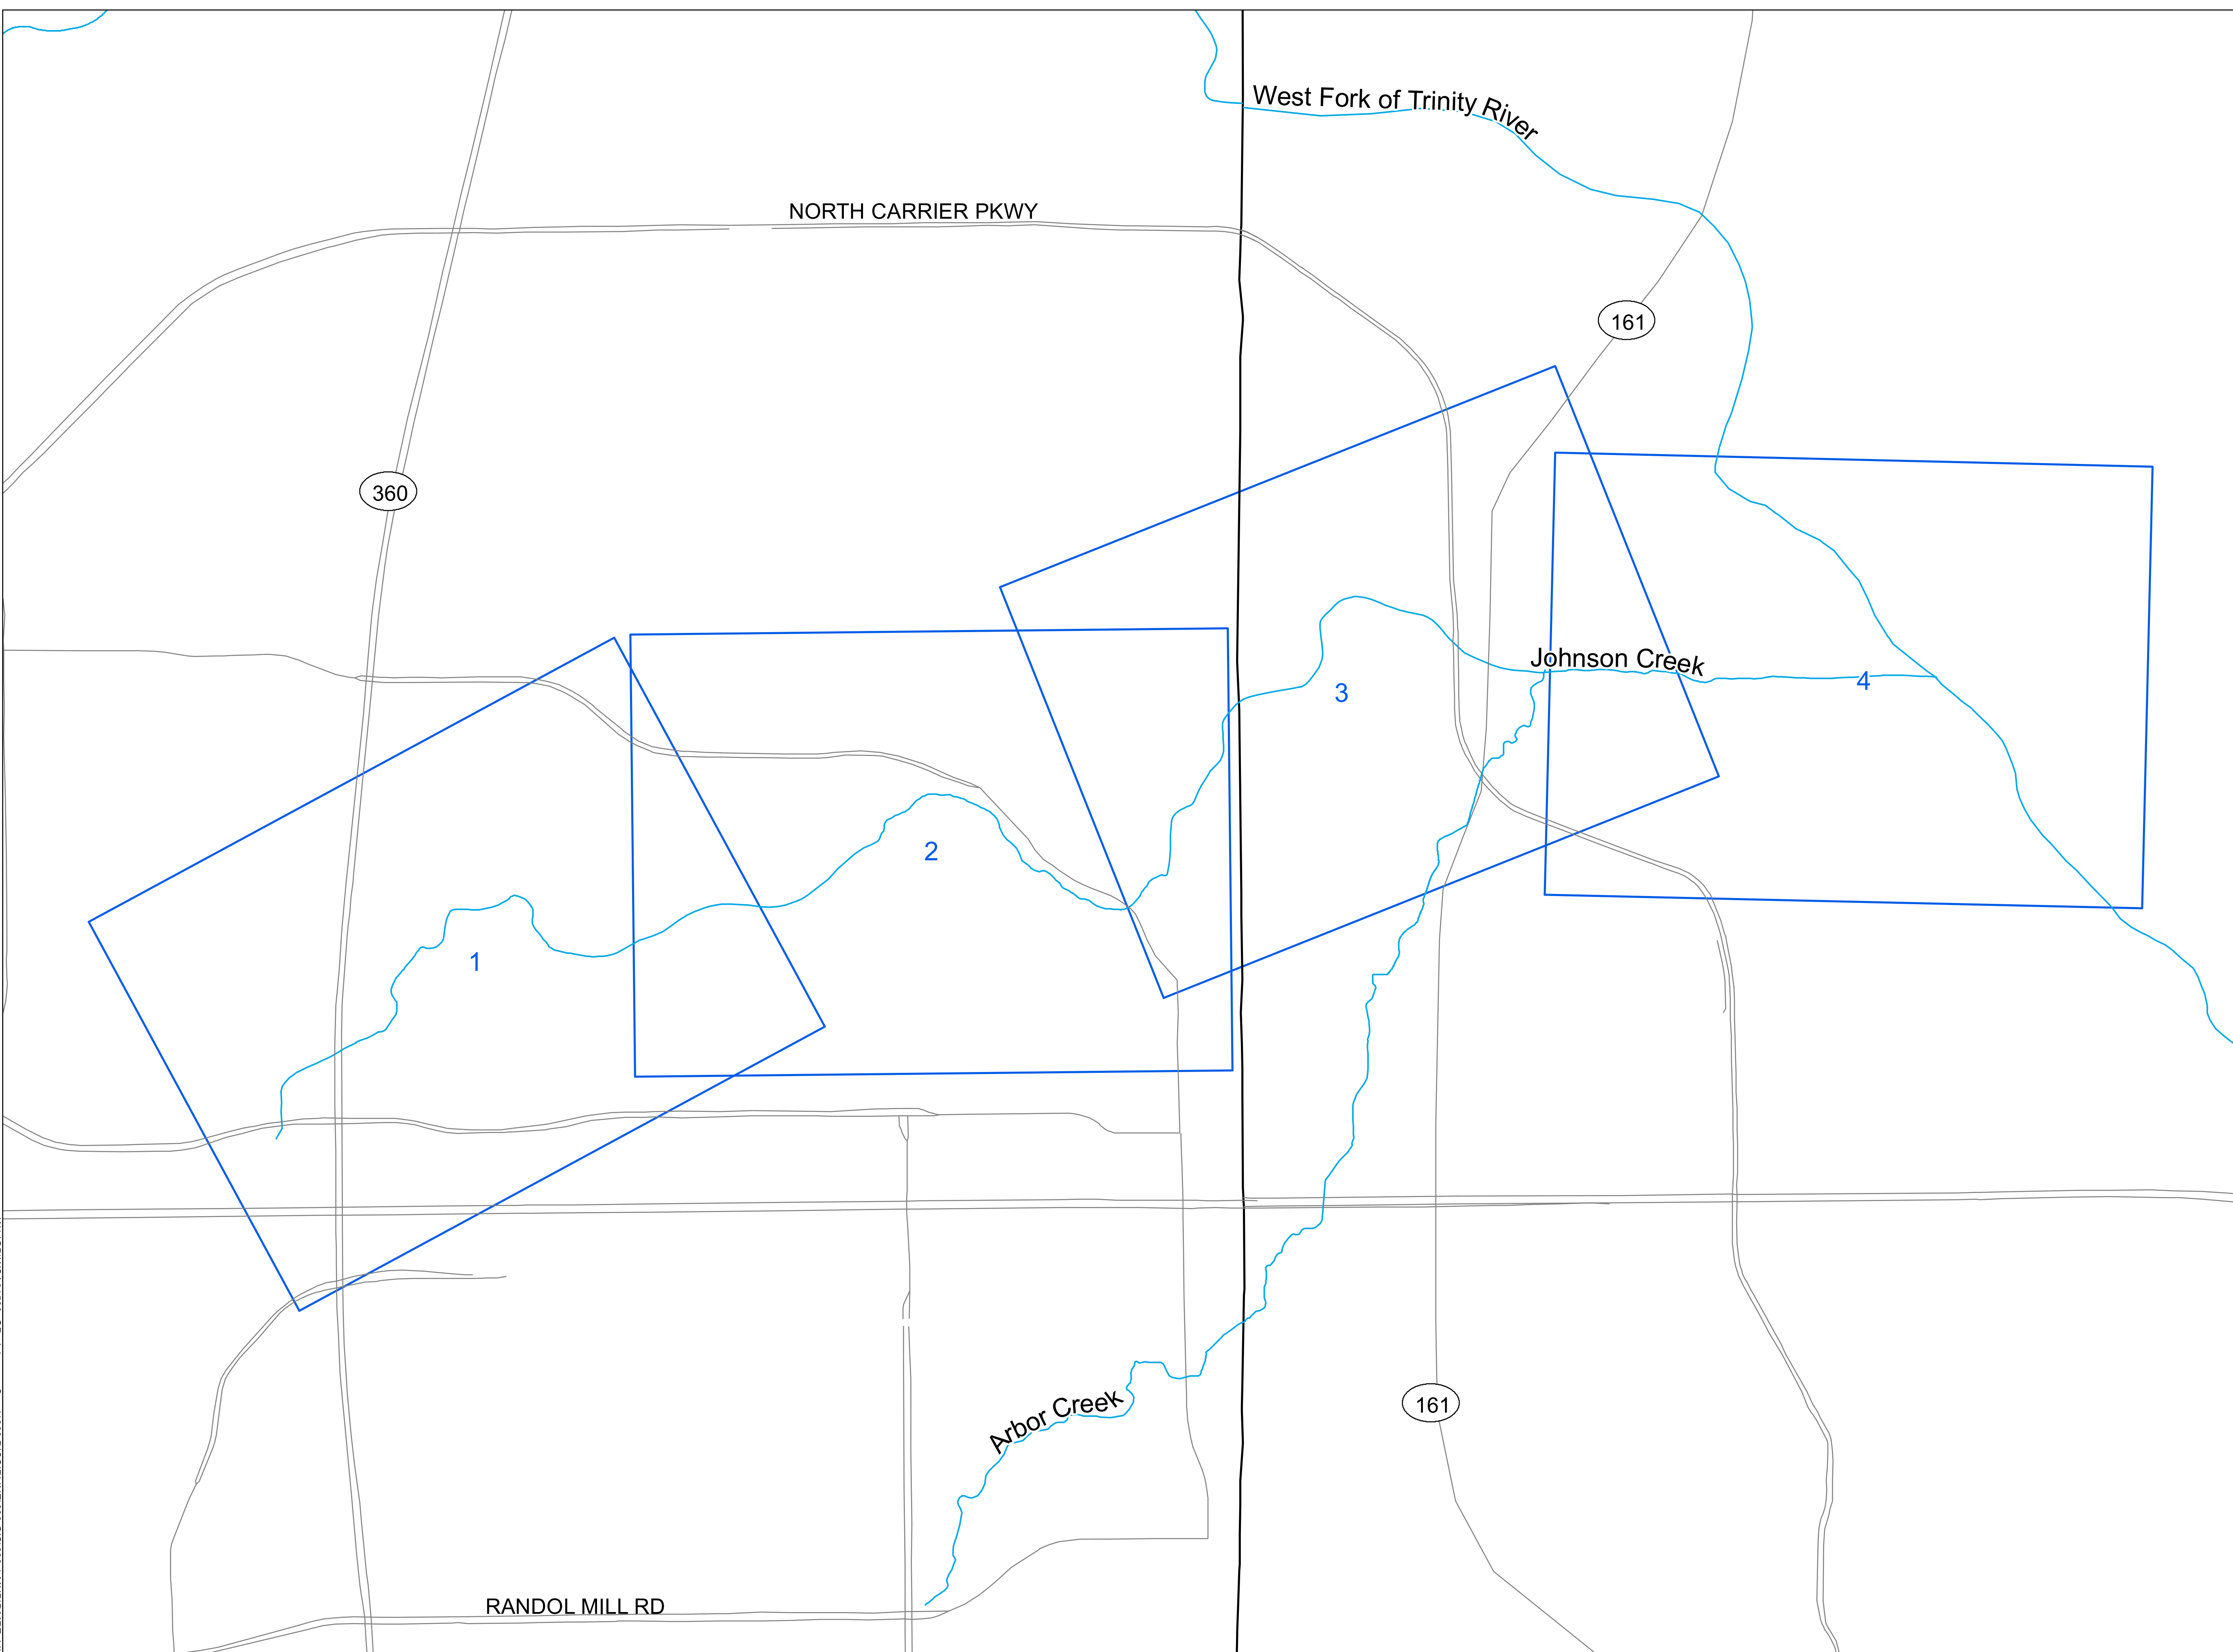 West Fork of Trinity River
NORTH CARRIER PKWY
161
360
Johnson Creek
3
4
2
1
Arbor Creek
161
RANDOL MILL RD